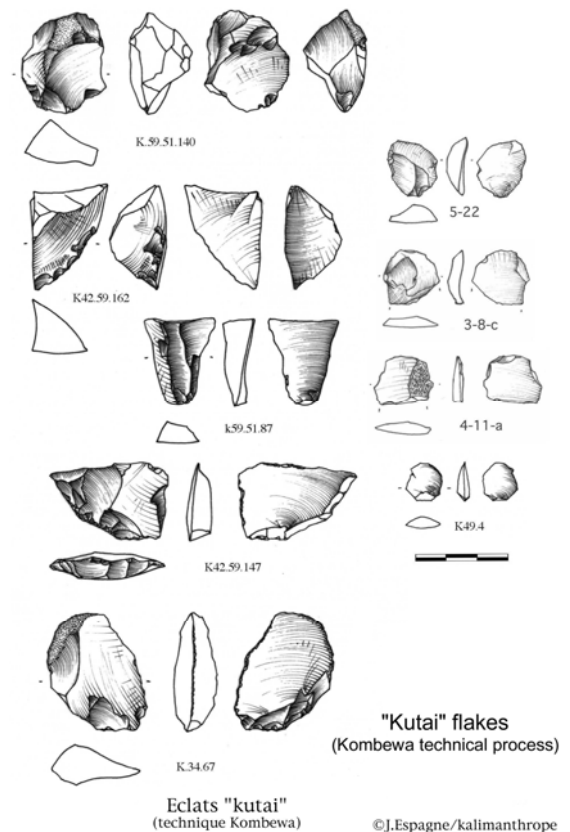 K.59.51.140
5-22
K42.59.162
3-8-c
k59.51.87
4-11-a
K42.59.147
K49.4
K.34.67
"Kutai" flakes
(Kombewa technical process)
Eclats "kutai"
(technique Kombewa)
©J.Espagne/kalimanthrope